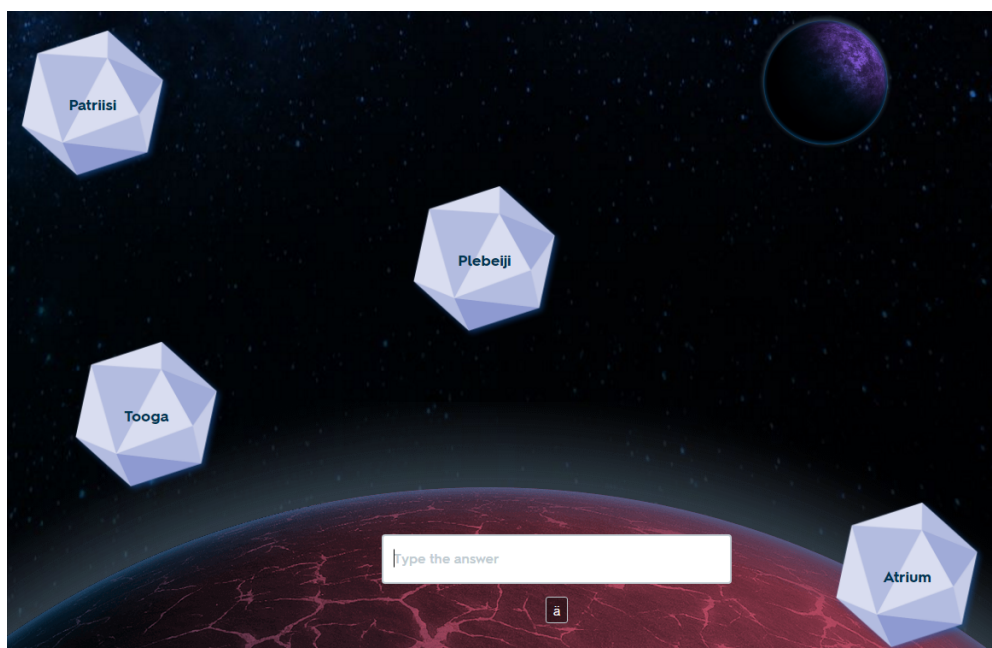 Patriisi
Plebeiji
Tooga
Type the answer
Atrium
ä